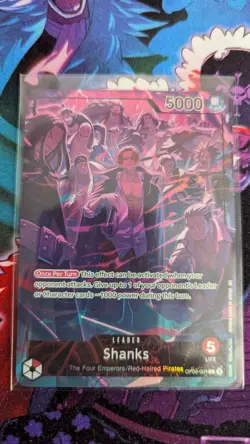 5000
Once Per Turn This effect can be activated when your
opponent attacks. Give up to 1 of your opponent's Leader
or Character cards −1000 power during this turn.
LEADER
5
Shanks
LIFE
The Four Emperors/Red-Haired Pirates